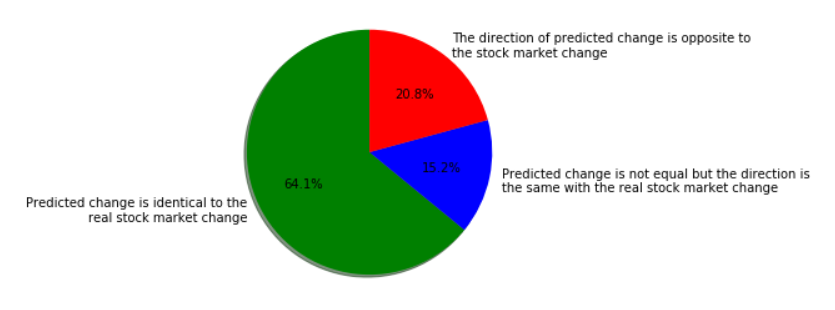 The direction of predicted change is opposite to
the stock market change
20.8%
15.2%
Predicted change is not equal but the direction is
the same with the real stock market change
64.1%
Predicted change is identical to the
real stock market change